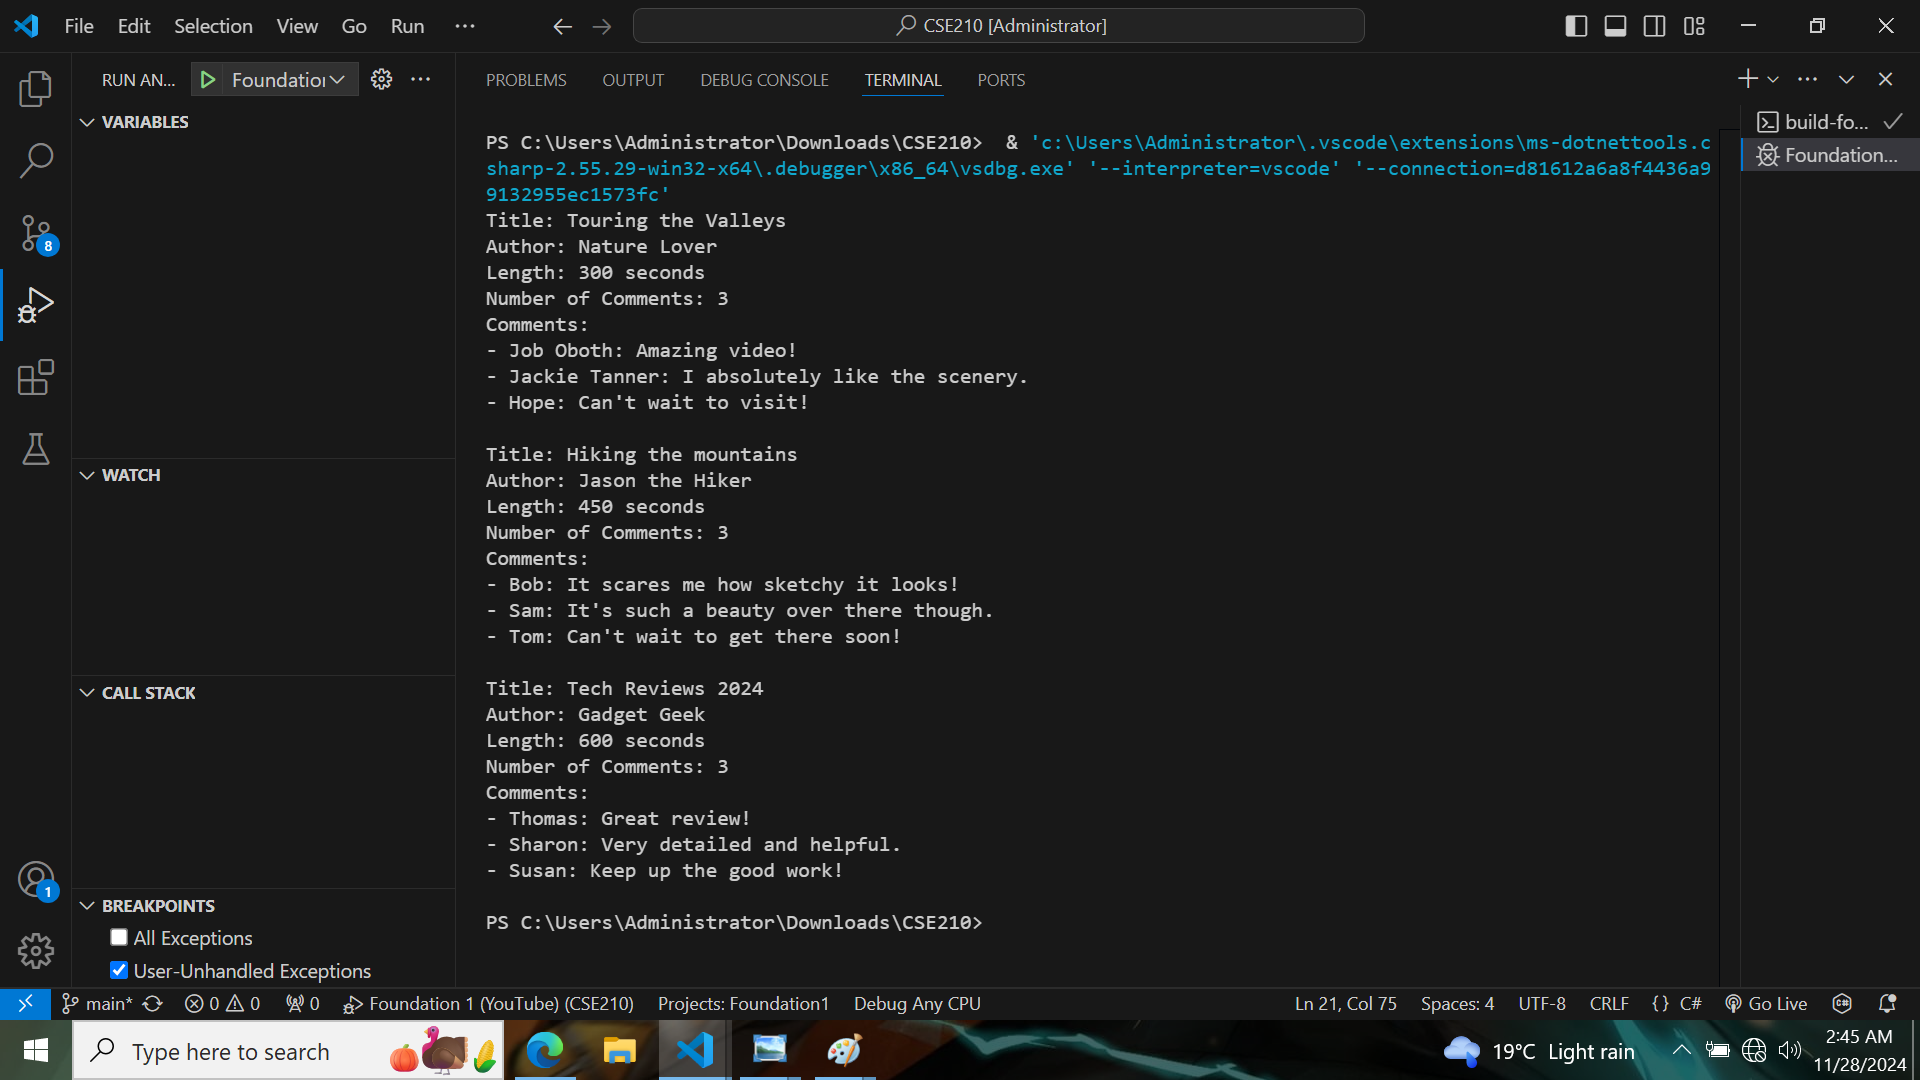 File Edit Selection View Go Run ···
CSE210 [Administrator]
RUN AN... Foundation
PROBLEMS OUTPUT DEBUG CONSOLE TERMINAL PORTS
VARIABLES
WATCH
CALL STACK
BREAKPOINTS
All Exceptions
User-Unhandled Exceptions
8
1
PS C:\Users\Administrator\Downloads\CSE210>  & 'c:\Users\Administrator\.vscode\extensions\ms-dotnettools.c
sharp-2.55.29-win32-x64\.debugger\x86_64\vsdbg.exe' '--interpreter=vscode' '--connection=d81612a6a8f4436a9
9132955ec1573fc'
Title: Touring the Valleys
Author: Nature Lover
Length: 300 seconds
Number of Comments: 3
Comments:
- Job Oboth: Amazing video!
- Jackie Tanner: I absolutely like the scenery.
- Hope: Can't wait to visit!
Title: Hiking the mountains
Author: Jason the Hiker
Length: 450 seconds
Number of Comments: 3
Comments:
- Bob: It scares me how sketchy it looks!
- Sam: It's such a beauty over there though.
- Tom: Can't wait to get there soon!
Title: Tech Reviews 2024
Author: Gadget Geek
Length: 600 seconds
Number of Comments: 3
Comments:
- Thomas: Great review!
- Sharon: Very detailed and helpful.
- Susan: Keep up the good work!
PS C:\Users\Administrator\Downloads\CSE210>
build-fo...
Foundation...
main* 0 0 0 Foundation 1 (YouTube) (CSE210) Projects: Foundation1 Debug Any CPU Ln 21, Col 75 Spaces: 4 UTF-8 CRLF {} C# Go Live
Type here to search
19°C Light rain
2:45 AM
11/28/2024